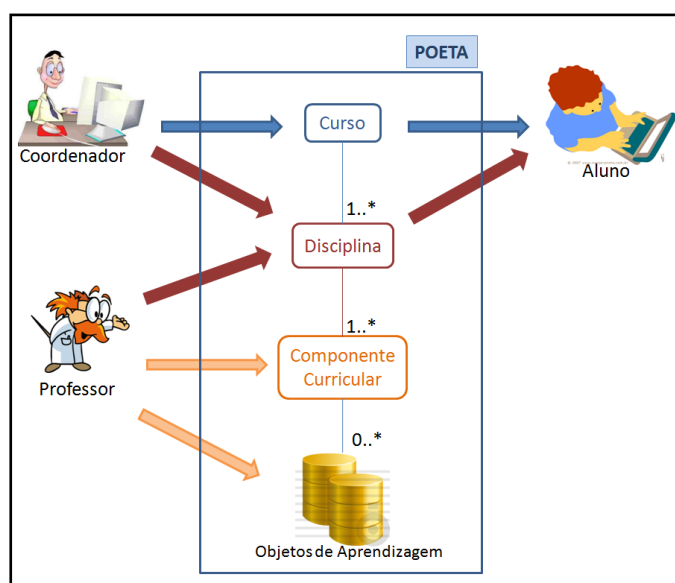 POETA
Curso
Coordenador
Aluno
1..*
Disciplina
1..*
Componente
Curricular
Professor
0..*
Objetos de Aprendizagem